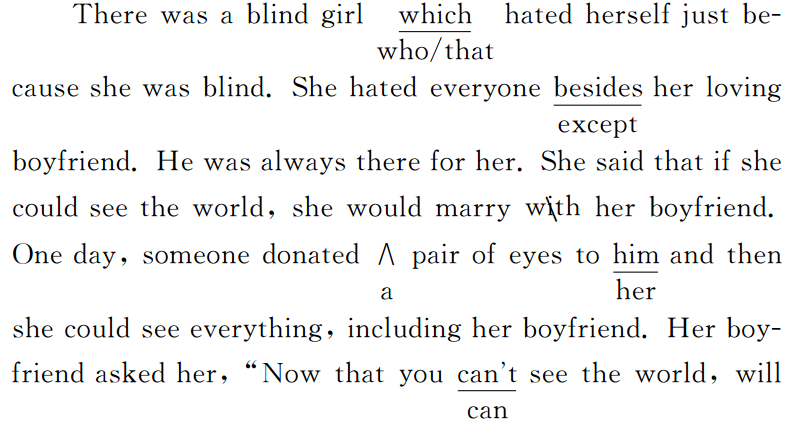 There was a blind girl which hated herself just be-
who/that
cause she was blind. She hated everyone besides her loving
except
boyfriend. He was always there for her. She said that if she
could see the world, she would marry with her boyfriend.
One day, someone donated ∧ pair of eyes to him and then
a her
she could see everything, including her boyfriend. Her boy-
friend asked her, “Now that you can't see the world, will
can